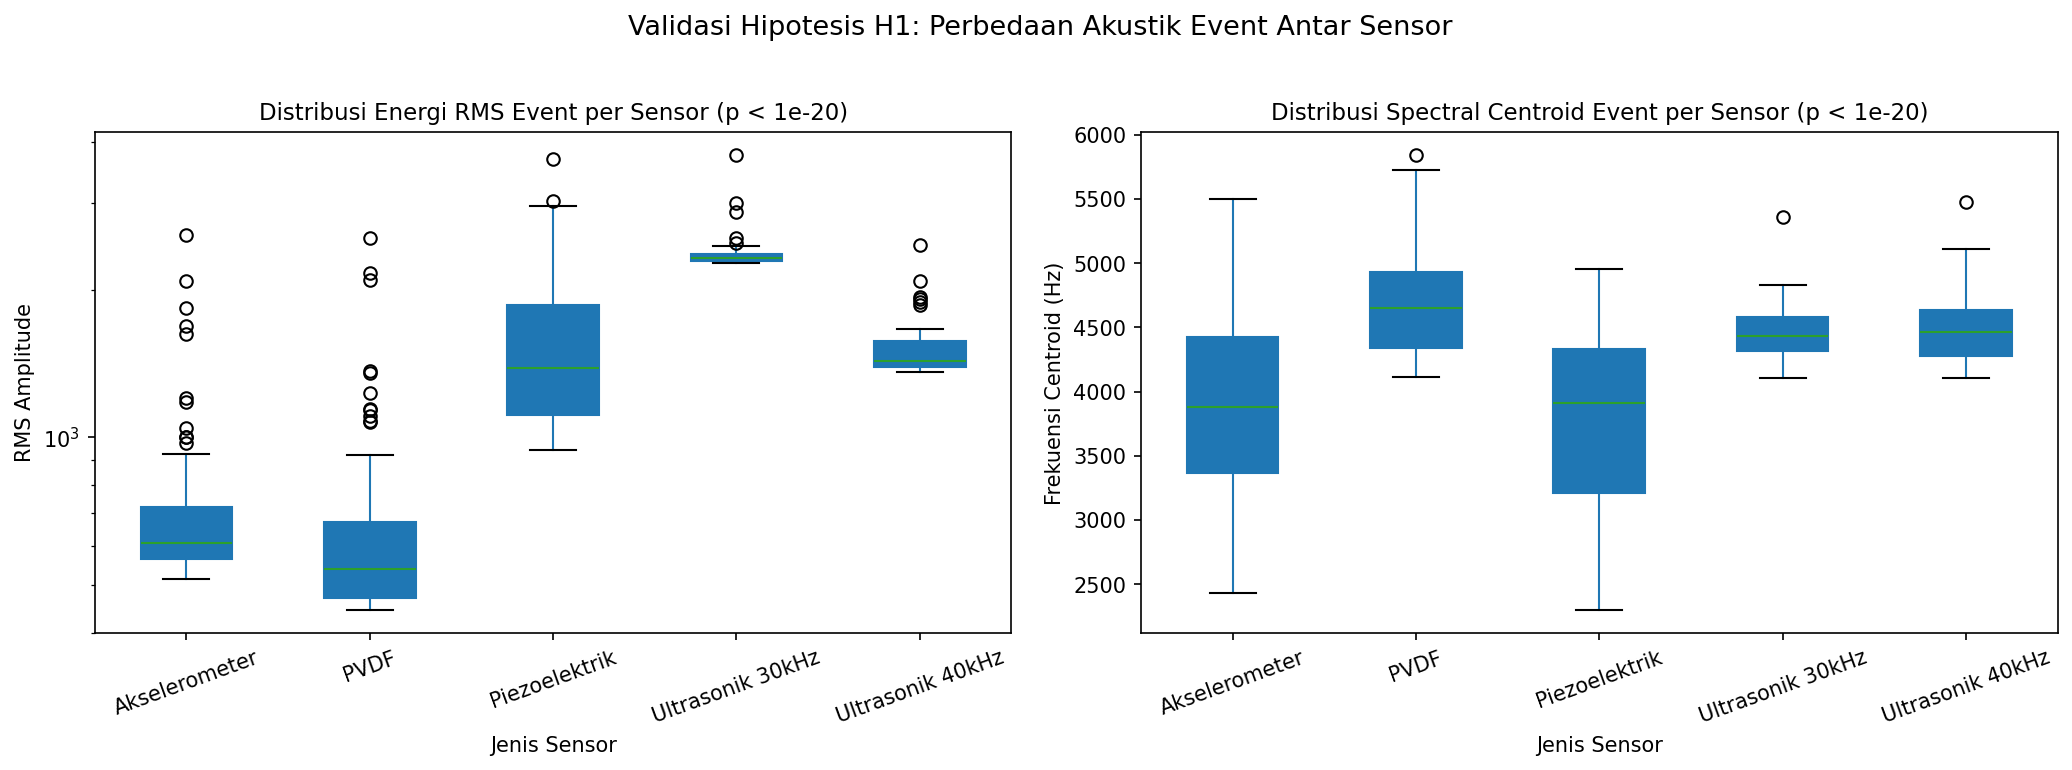 Validasi Hipotesis H1: Perbedaan Akustik Event Antar Sensor
Distribusi Energi RMS Event per Sensor (p < 1e-20)
RMS Amplitude
10³
Akselerometer
PVDF
Piezoelektrik
Ultrasonik 30kHz
Ultrasonik 40kHz
Jenis Sensor
Distribusi Spectral Centroid Event per Sensor (p < 1e-20)
Frekuensi Centroid (Hz)
6000
5500
5000
4500
4000
3500
3000
2500
Akselerometer
PVDF
Piezoelektrik
Ultrasonik 30kHz
Ultrasonik 40kHz
Jenis Sensor